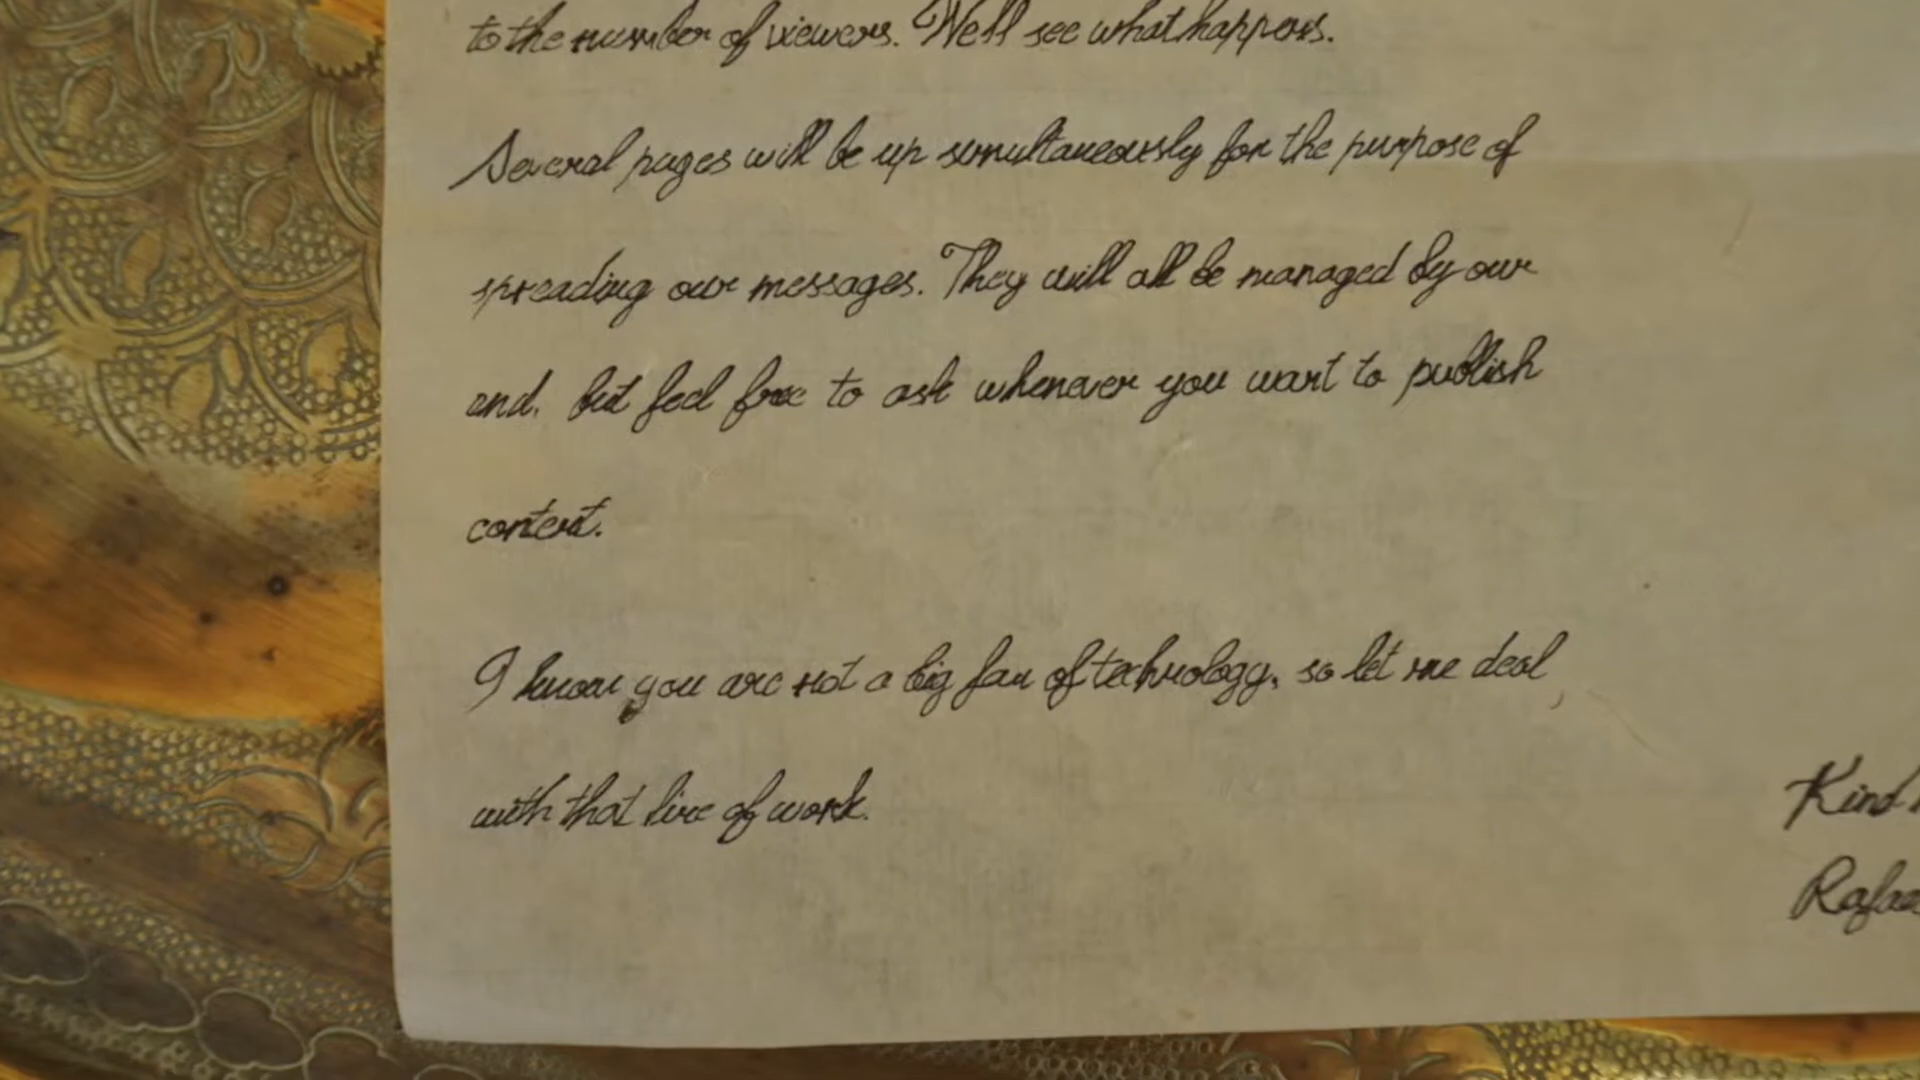 to the number of viewers. We'll see what happens.
Several pages will be up simultaneously for the purpose of
spreading our messages. They will all be managed by our
end, but feel free to ask whenever you want to publish
content.
I know you are not a big fan of technology, so let me deal
with that line of work.
Kind
Rafae